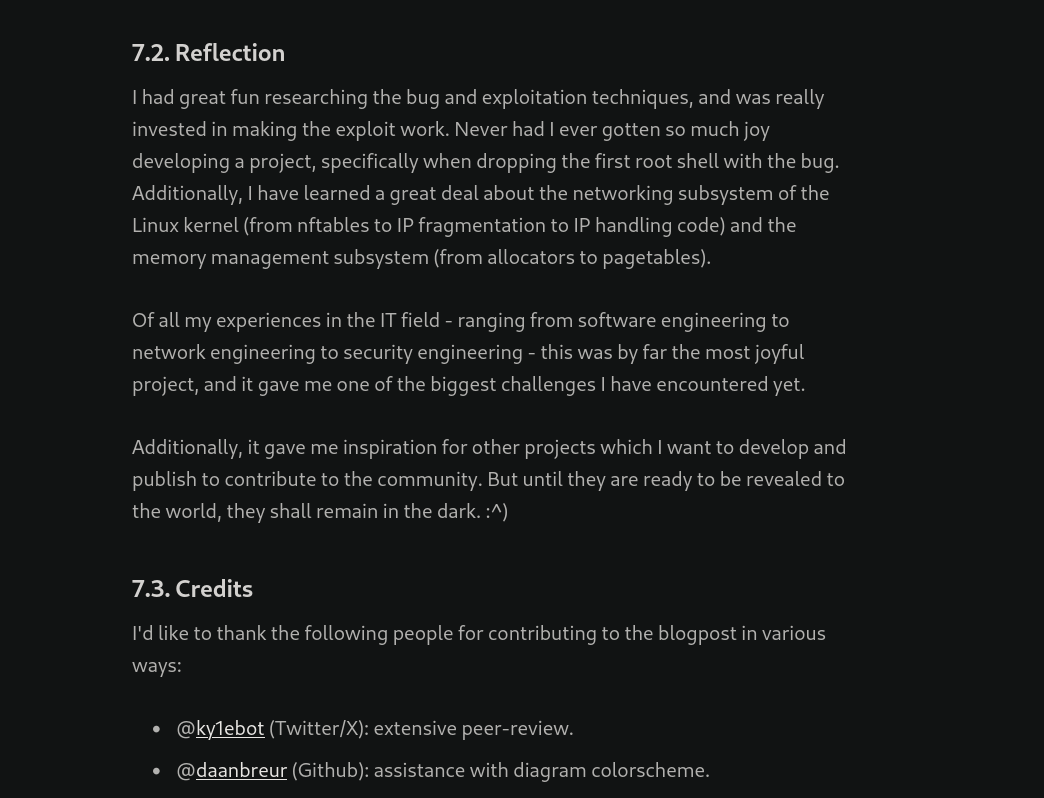 7.2. Reflection
I had great fun researching the bug and exploitation techniques, and was really
invested in making the exploit work. Never had I ever gotten so much joy
developing a project, specifically when dropping the first root shell with the bug.
Additionally, I have learned a great deal about the networking subsystem of the
Linux kernel (from nftables to IP fragmentation to IP handling code) and the
memory management subsystem (from allocators to pagetables).
Of all my experiences in the IT field - ranging from software engineering to
network engineering to security engineering - this was by far the most joyful
project, and it gave me one of the biggest challenges I have encountered yet.
Additionally, it gave me inspiration for other projects which I want to develop and
publish to contribute to the community. But until they are ready to be revealed to
the world, they shall remain in the dark. :^)
7.3. Credits
I'd like to thank the following people for contributing to the blogpost in various
ways:
• @ky1ebot (Twitter/X): extensive peer-review.
• @daanbreur (Github): assistance with diagram colorscheme.